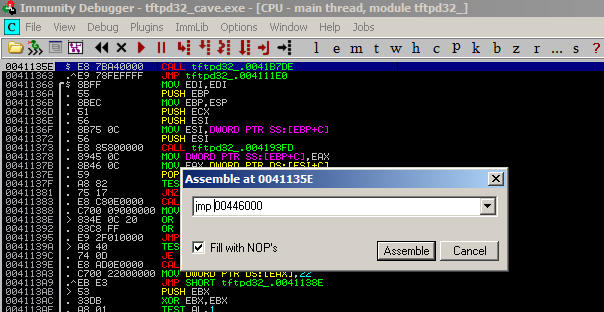 Immunity Debugger - tftpd32_cave.exe - [CPU - main thread, module tftpd32_]
C File View Debug Plugins ImmLib Options Window Help Jobs
l e m t w h c p k b z r ... s ?
0041135E $ E8 7BA40000 CALL tftpd32_.0041B7DE
00411363 .^E9 78FEFFFF JMP tftpd32_.004111E0
00411368 $ 8BFF MOV EDI,EDI
0041136A . 55 PUSH EBP
0041136B . 8BEC MOV EBP,ESP
0041136D . 51 PUSH ECX
0041136E . 56 PUSH ESI
0041136F . 8B75 0C MOV ESI,DWORD PTR SS:[EBP+C]
00411372 . 56 PUSH ESI
00411373 . E8 85800000 CALL tftpd32_.004193FD
00411378 . 8945 0C MOV DWORD PTR SS:[EBP+C],EAX
0041137B . 8B46 0C MOV EAX,DWORD PTR DS:[ESI+C]
0041137E . 59 POP
0041137F . A8 82 TES
00411381 . 75 17 JNZ
00411383 . E8 C80E0000 CAL
00411388 . C700 09000000 MOV
0041138E > 834E 0C 20 OR
00411392 . 83C8 FF OR
00411395 . E9 2F010000 JMP
0041139A > A8 40 TES
0041139C . 74 0D JE
0041139E . E8 AD0E0000 CAL
004113A3 . C700 22000000 MOV DWORD PTR DS:[EAX],22
004113A9 .^EB E3 JMP SHORT tftpd32_.0041138E
004113AB > 53 PUSH EBX
004113AC . 33DB XOR EBX,EBX
004113AE . A8 01 TEST AL,1
Assemble at 0041135E
jmp 00446000
Fill with NOP's
Assemble
Cancel